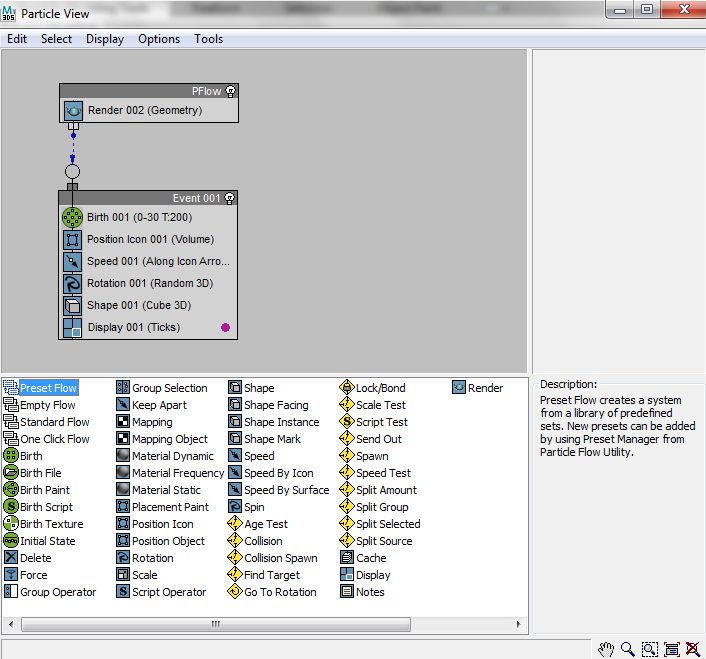 Particle View
Edit Select Display Options Tools
PFlow
Render 002 (Geometry)
Event 001
Birth 001 (0-30 T:200)
Position Icon 001 (Volume)
Speed 001 (Along Icon Arro...
Rotation 001 (Random 3D)
Shape 001 (Cube 3D)
Display 001 (Ticks)
Preset Flow
Empty Flow
Standard Flow
One Click Flow
Birth
Birth File
Birth Paint
Birth Script
Birth Texture
Initial State
Delete
Force
Group Operator
Group Selection
Keep Apart
Mapping
Mapping Object
Material Dynamic
Material Frequency
Material Static
Placement Paint
Position Icon
Position Object
Rotation
Scale
Script Operator
Shape
Shape Facing
Shape Instance
Shape Mark
Speed
Speed By Icon
Speed By Surface
Spin
Age Test
Collision
Collision Spawn
Find Target
Go To Rotation
Lock/Bond
Scale Test
Script Test
Send Out
Spawn
Speed Test
Split Amount
Split Group
Split Selected
Split Source
Cache
Display
Notes
Render
Description:
Preset Flow creates a system
from a library of predefined
sets. New presets can be added
by using Preset Manager from
Particle Flow Utility.